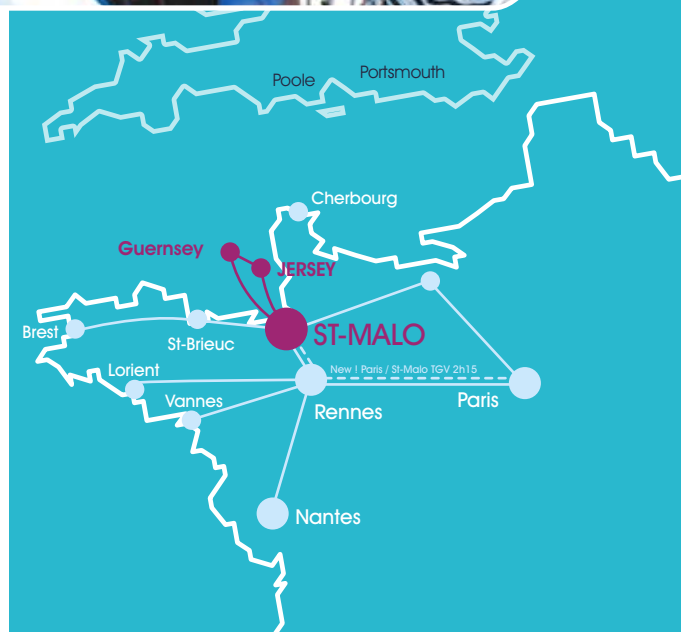 Poole
Portsmouth
Cherbourg
Guernsey
JERSEY
ST-MALO
Brest
St-Brieuc
Lorient
New ! Paris / St-Malo TGV 2h15
Vannes
Rennes
Paris
Nantes